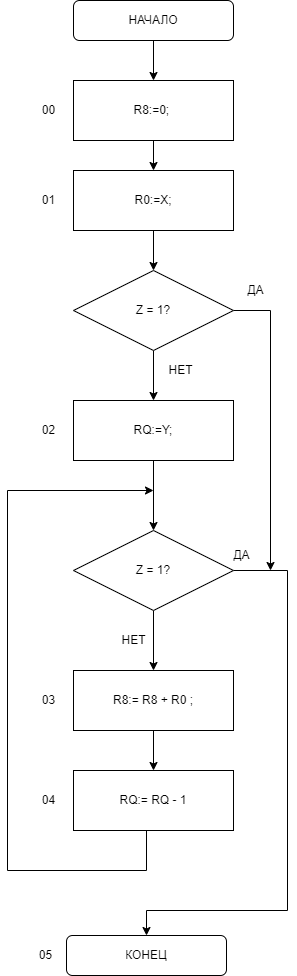 НАЧАЛО
00 R8:=0;
01 R0:=X;
Z = 1?
ДА
НЕТ
02 RQ:=Y;
Z = 1?
ДА
НЕТ
03 R8:= R8 + R0 ;
04 RQ:= RQ - 1
05 КОНЕЦ